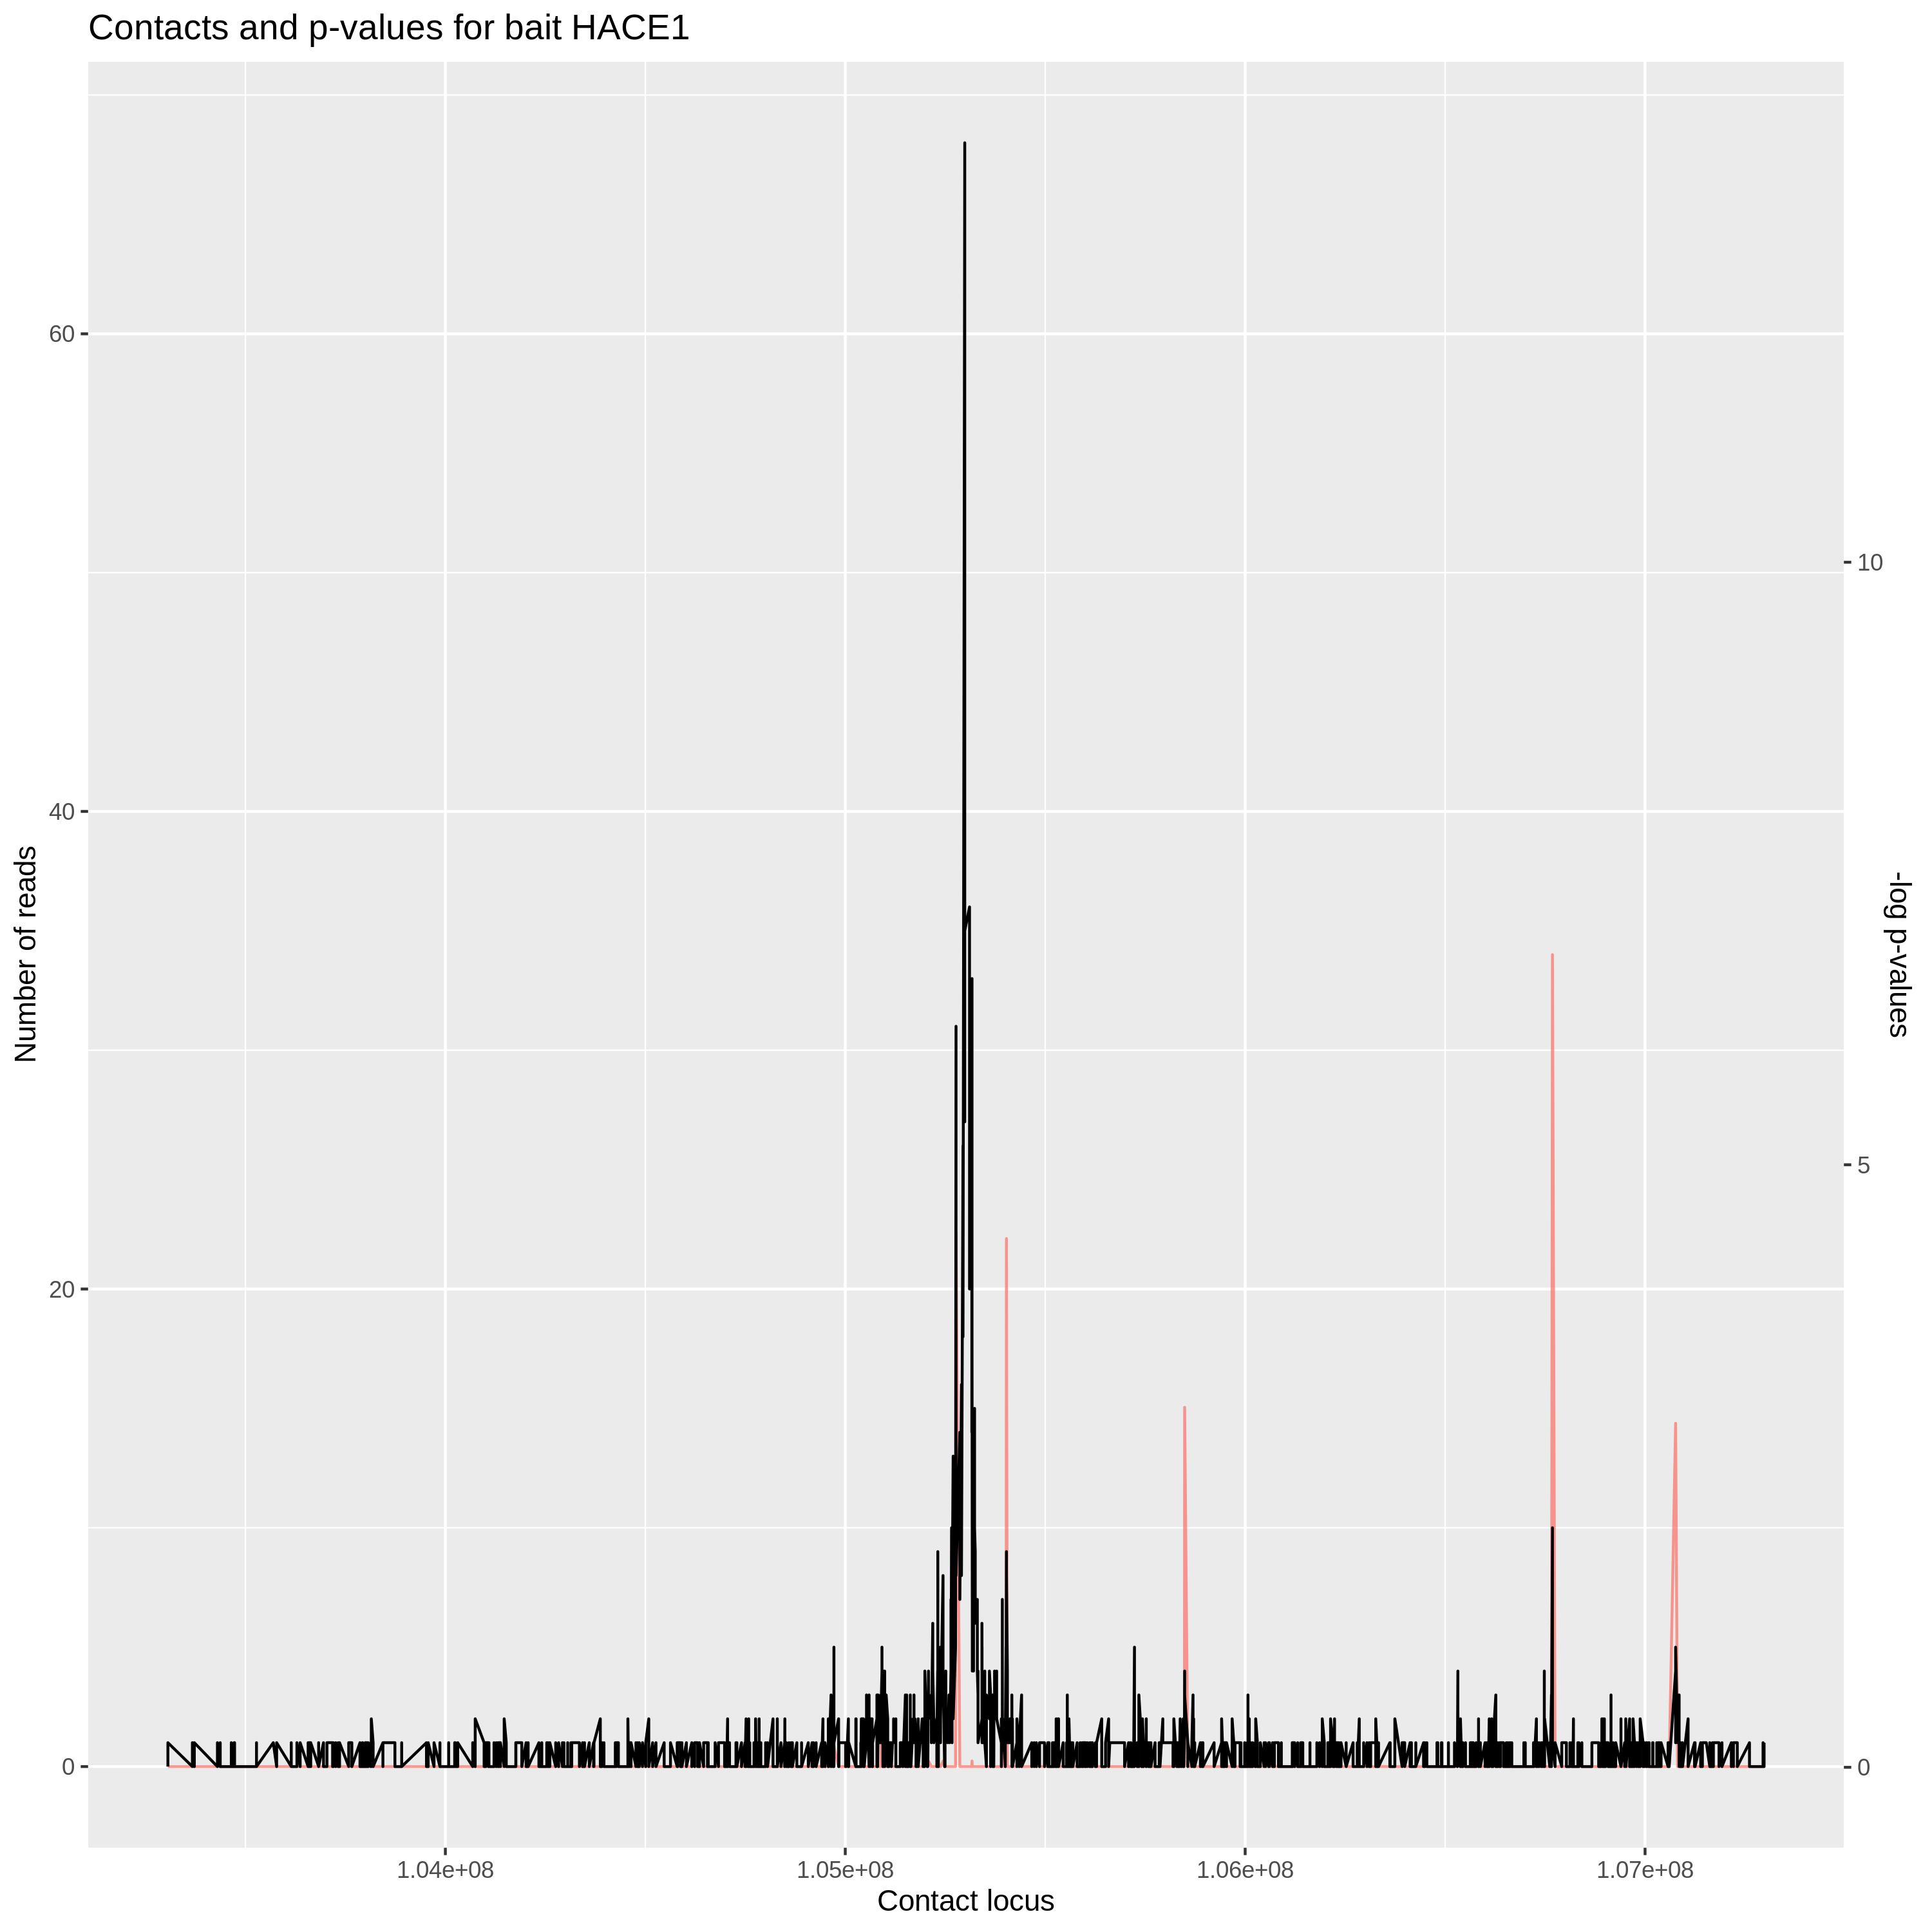 Contacts and p-values for bait HACE1
60
40
20
0
Number of reads
10
5
0
-log p-values
1.04e+08
1.05e+08
1.06e+08
1.07e+08
Contact locus